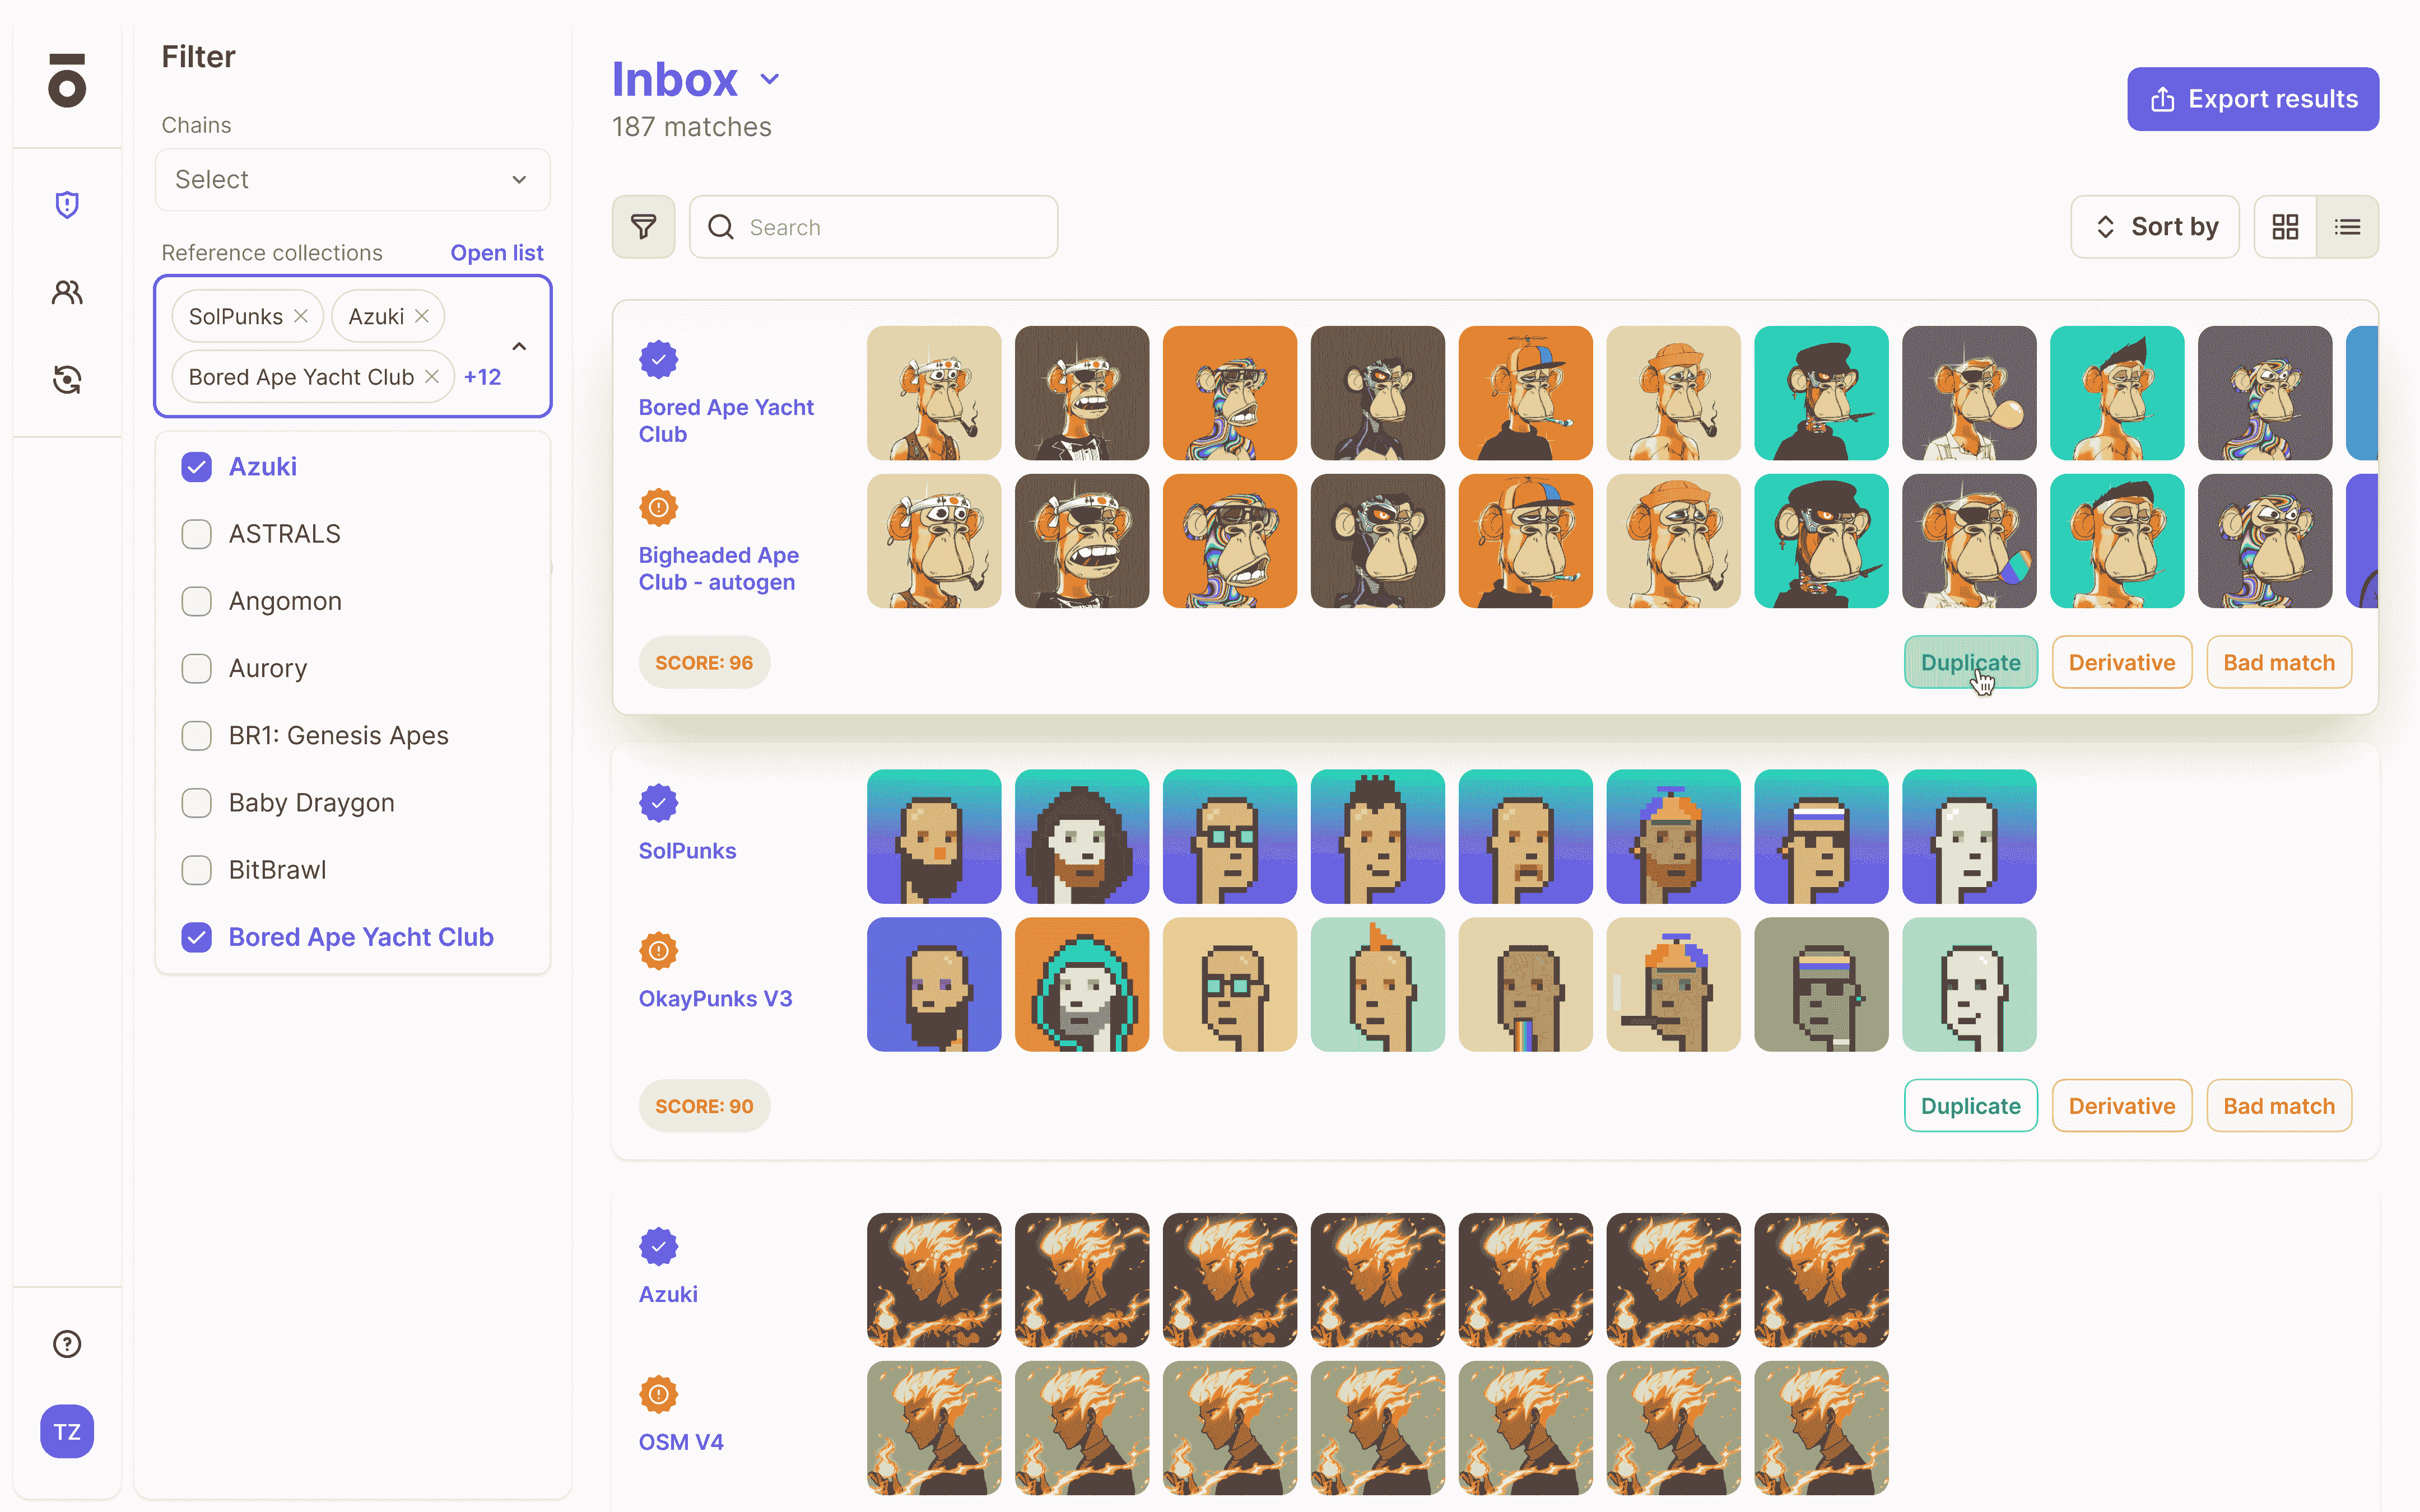 Filter
Chains
Select
Reference collections
Open list
SolPunks
Azuki
Bored Ape Yacht Club
+12
Azuki
ASTRALS
Angomon
Aurory
BR1: Genesis Apes
Baby Draygon
BitBrawl
Bored Ape Yacht Club
TZ
Inbox
187 matches
Export results
Search
Sort by
Bored Ape Yacht
Club
Bigheaded Ape
Club - autogen
SCORE: 96
Duplicate
Derivative
Bad match
SolPunks
OkayPunks V3
SCORE: 90
Duplicate
Derivative
Bad match
Azuki
OSM V4